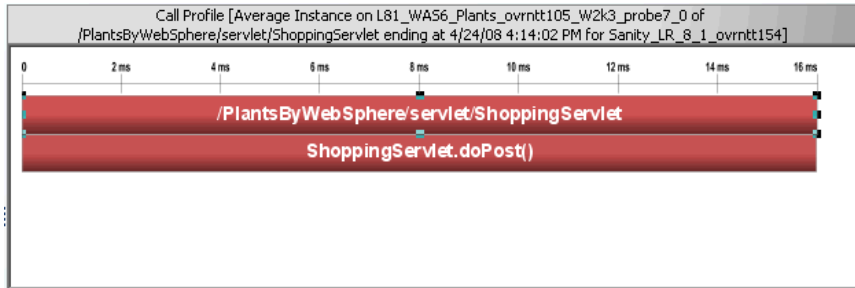 Call Profile [Average Instance on L81_WAS6_Plants_ovrntt105_W2k3_probe7_0 of
/PlantsByWebSphere/servlet/ShoppingServlet ending at 4/24/08 4:14:02 PM for Sanity_LR_8_1_ovrntt154]
0 2 ms 4 ms 6 ms 8 ms 10 ms 12 ms 14 ms 16 ms
/PlantsByWebSphere/servlet/ShoppingServlet
ShoppingServlet.doPost()